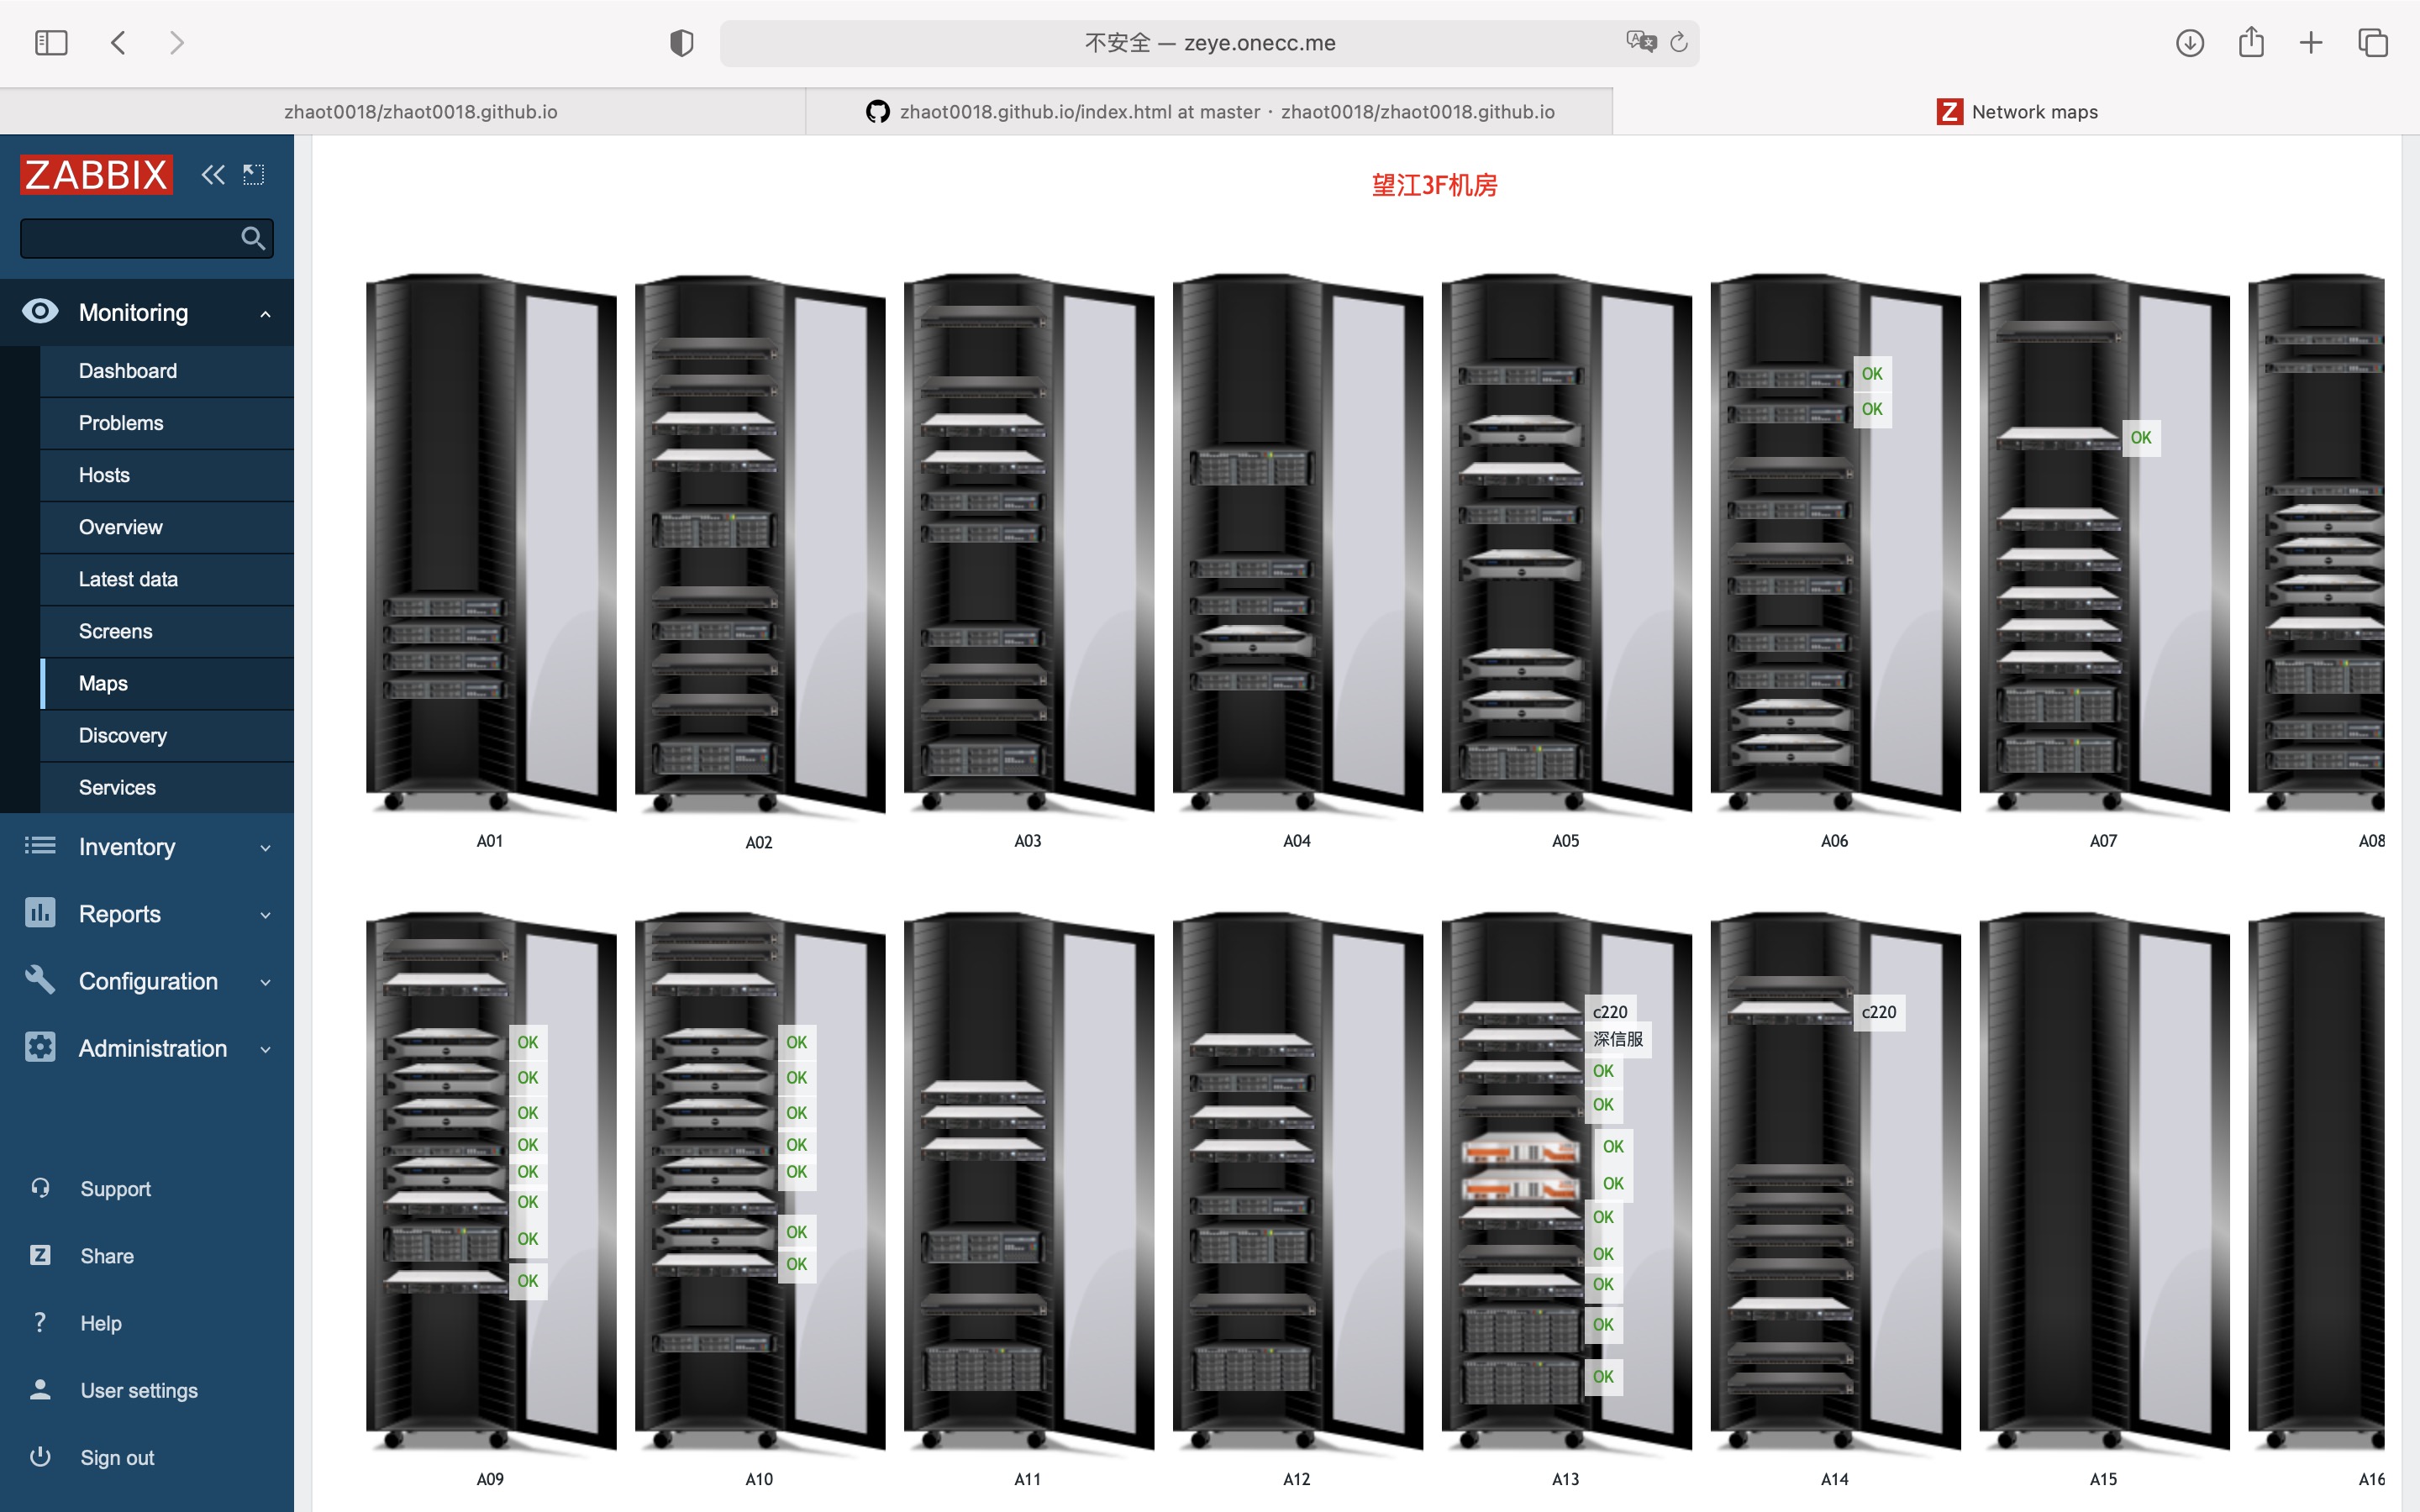 不安全 — zeye.onecc.me
zhaot0018/zhaot0018.github.io
zhaot0018.github.io/index.html at master · zhaot0018/zhaot0018.github.io
Z Network maps
ZABBIX
Monitoring
Dashboard
Problems
Hosts
Overview
Latest data
Screens
Maps
Discovery
Services
Inventory
Reports
Configuration
Administration
Support
Z Share
? Help
User settings
Sign out
望江3F机房
OK
OK
OK
A01 A02 A03 A04 A05 A06 A07 A08
c220 c220
深信服
OK OK
OK OK OK
OK OK
OK OK OK
OK OK
OK OK OK
OK OK
OK OK
OK OK
OK
OK
OK
OK
OK
OK
A09 A10 A11 A12 A13 A14 A15 A16